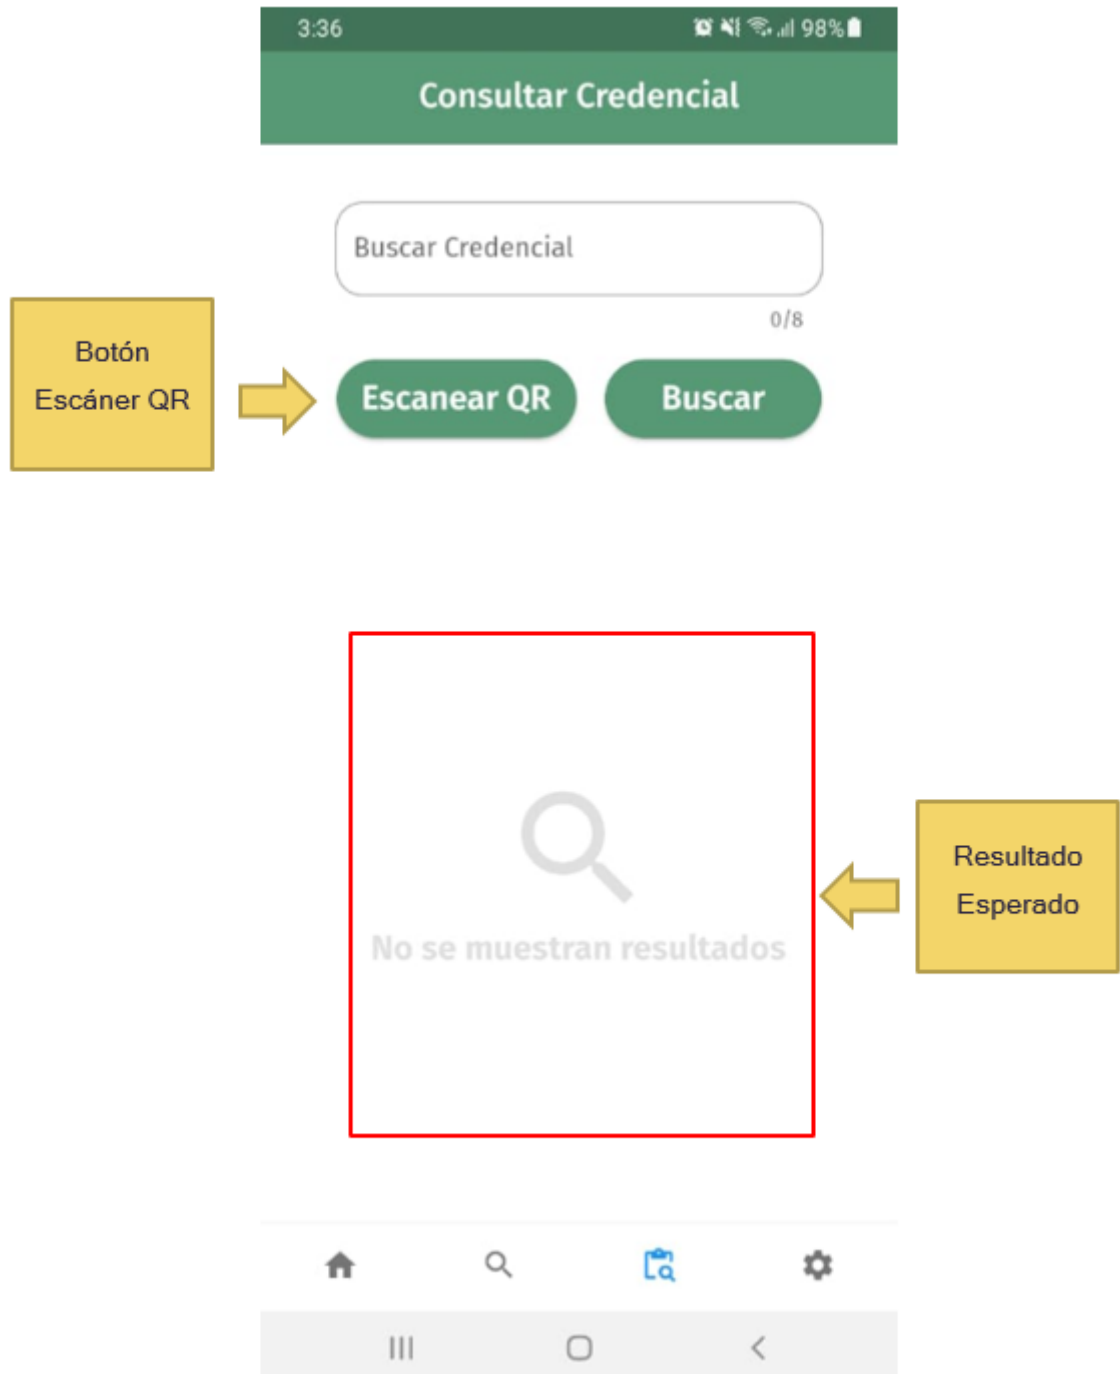 3:36
98%
Consultar Credencial
Buscar Credencial
0/8
Botón
Escáner QR
Escanear QR
Buscar
No se muestran resultados
Resultado
Esperado